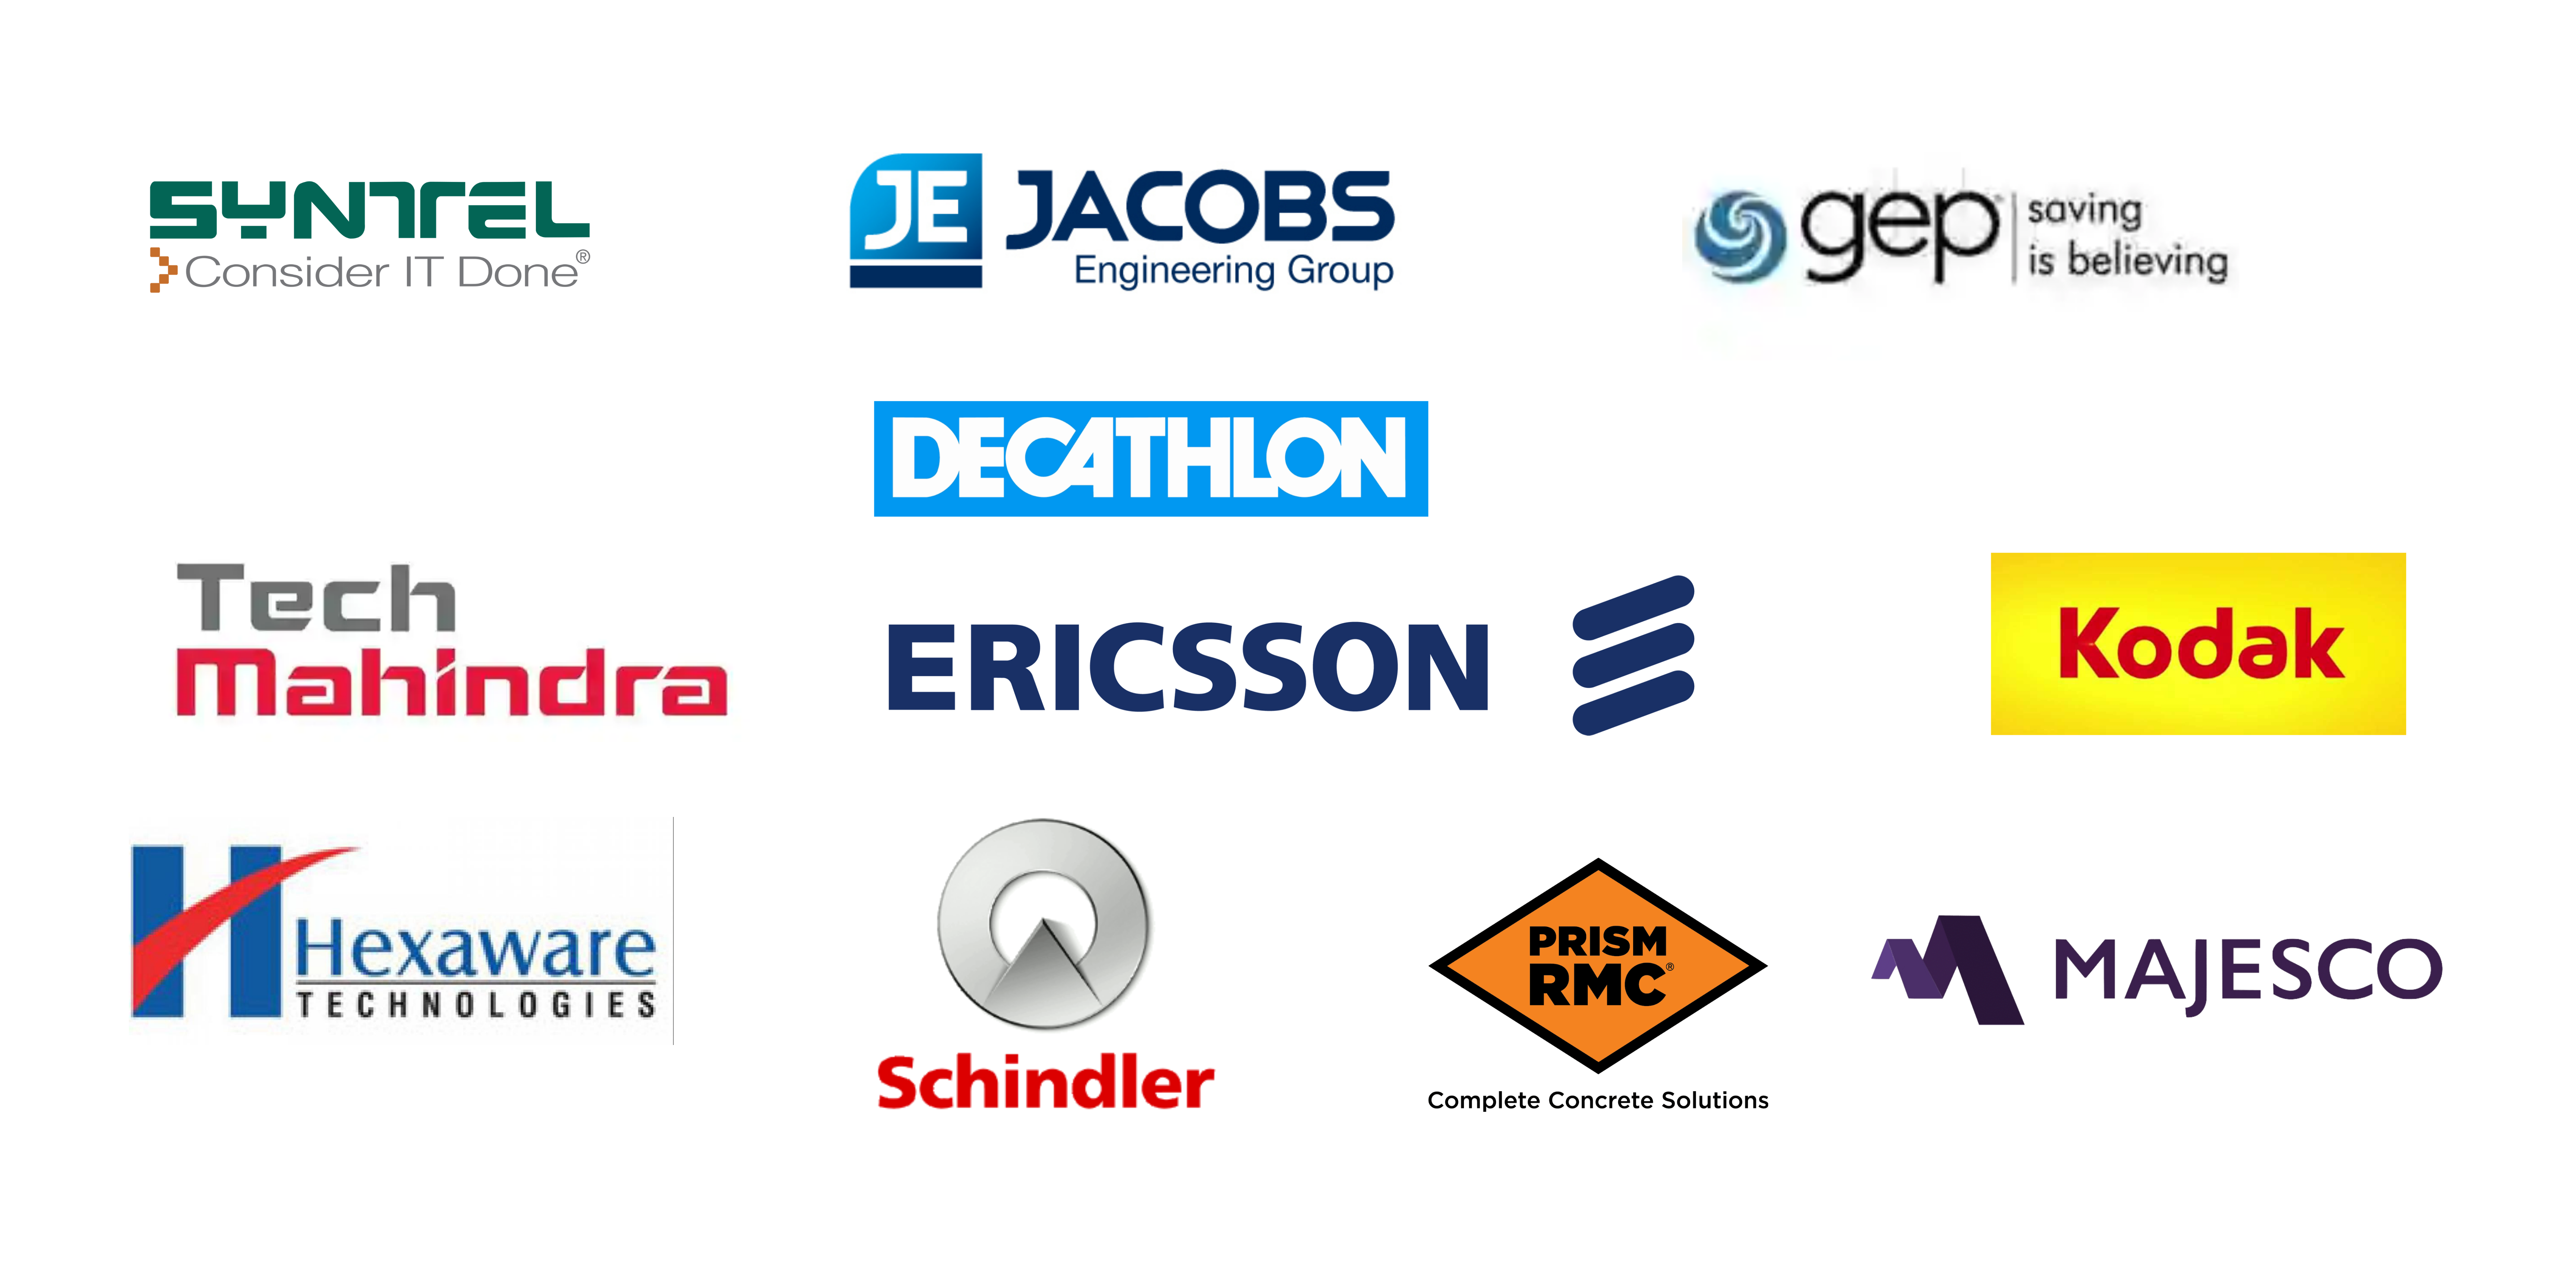 SYNTEL
Consider IT Done®
JE JACOBS
Engineering Group
gep
saving
is believing
DECATHLON
Tech
Mahindra
ERICSSON
Kodak
Hexaware
TECHNOLOGIES
Schindler
PRISM
RMC®
Complete Concrete Solutions
MAJESCO